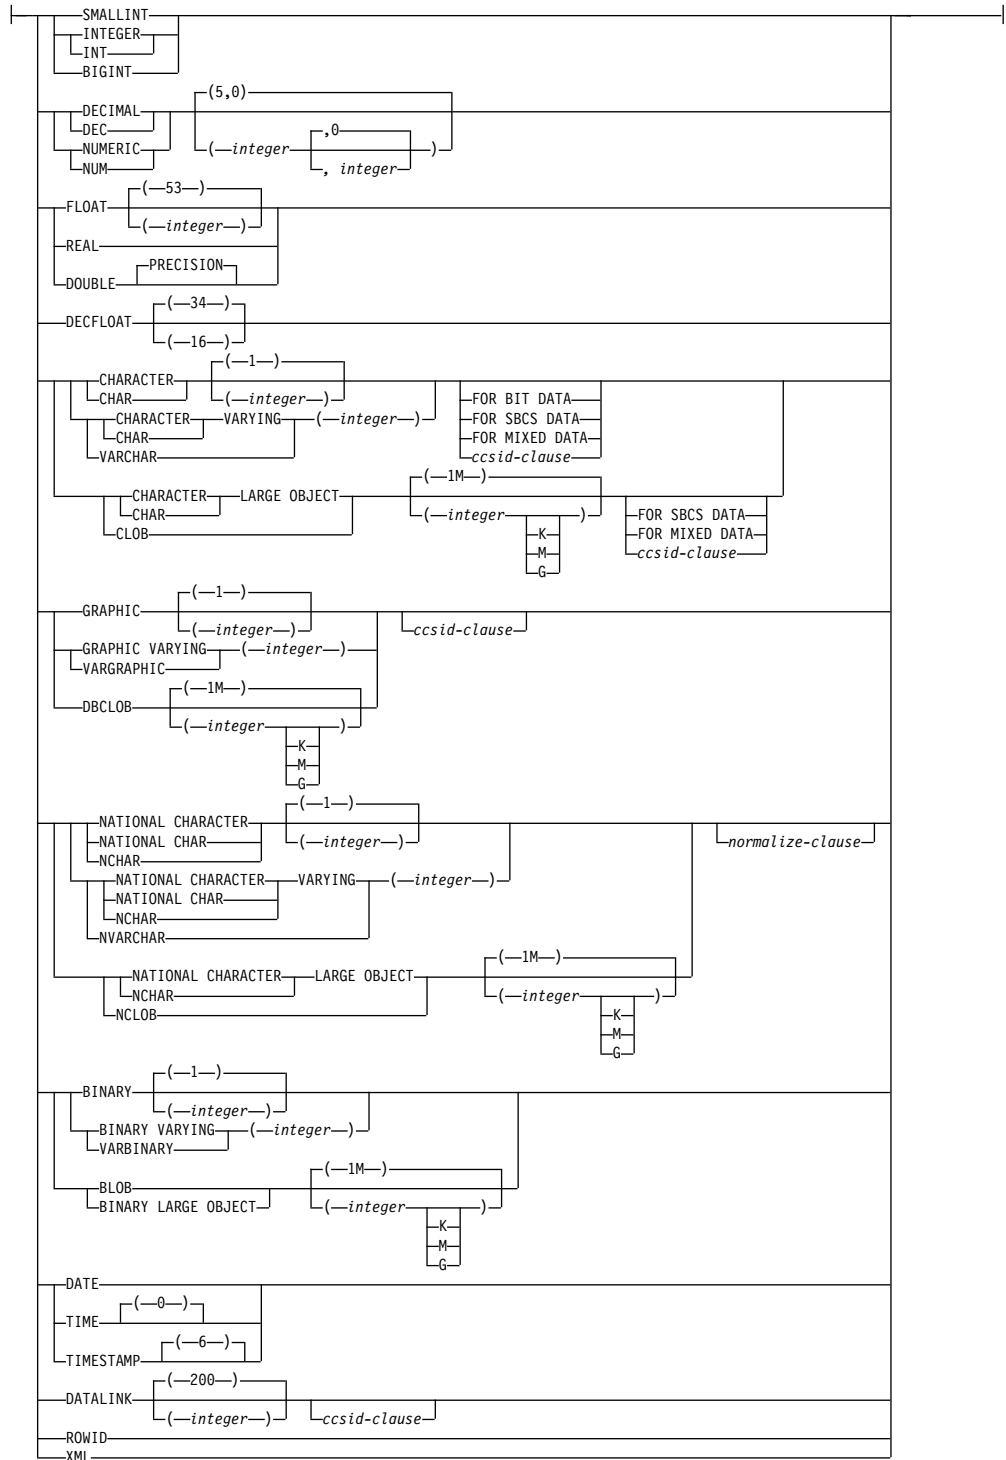 SMALLINT
INTEGER
INT
BIGINT
(5,0)
DECIMAL
DEC ,0
NUMERIC ( integer )
NUM , integer
( 53 )
FLOAT
( integer )
REAL
PRECISION
DOUBLE
( 34 )
DECFLOAT
( 16 )
( 1 )
CHARACTER
CHAR ( integer ) FOR BIT DATA
CHARACTER VARYING ( integer ) FOR SBCS DATA
CHAR FOR MIXED DATA
VARCHAR ccsid-clause
( 1M )
CHARACTER LARGE OBJECT
CHAR ( integer ) FOR SBCS DATA
CLOB K FOR MIXED DATA
M ccsid-clause
G
( 1 )
GRAPHIC
( integer ) ccsid-clause
GRAPHIC VARYING ( integer )
VARGRAPHIC
( 1M )
DBCLOB
( integer )
K
M
G
( 1 )
NATIONAL CHARACTER
NATIONAL CHAR ( integer ) normalize-clause
NCHAR
NATIONAL CHARACTER VARYING ( integer )
NATIONAL CHAR
NCHAR
NVARCHAR
( 1M )
NATIONAL CHARACTER LARGE OBJECT
NCHAR ( integer )
NCLOB K
M
G
( 1 )
BINARY
( integer )
BINARY VARYING ( integer )
VARBINARY
( 1M )
BLOB
BINARY LARGE OBJECT ( integer )
K
M
G
DATE
( 0 )
TIME
( 6 )
TIMESTAMP
( 200 )
DATALINK
( integer ) ccsid-clause
ROWID
XML